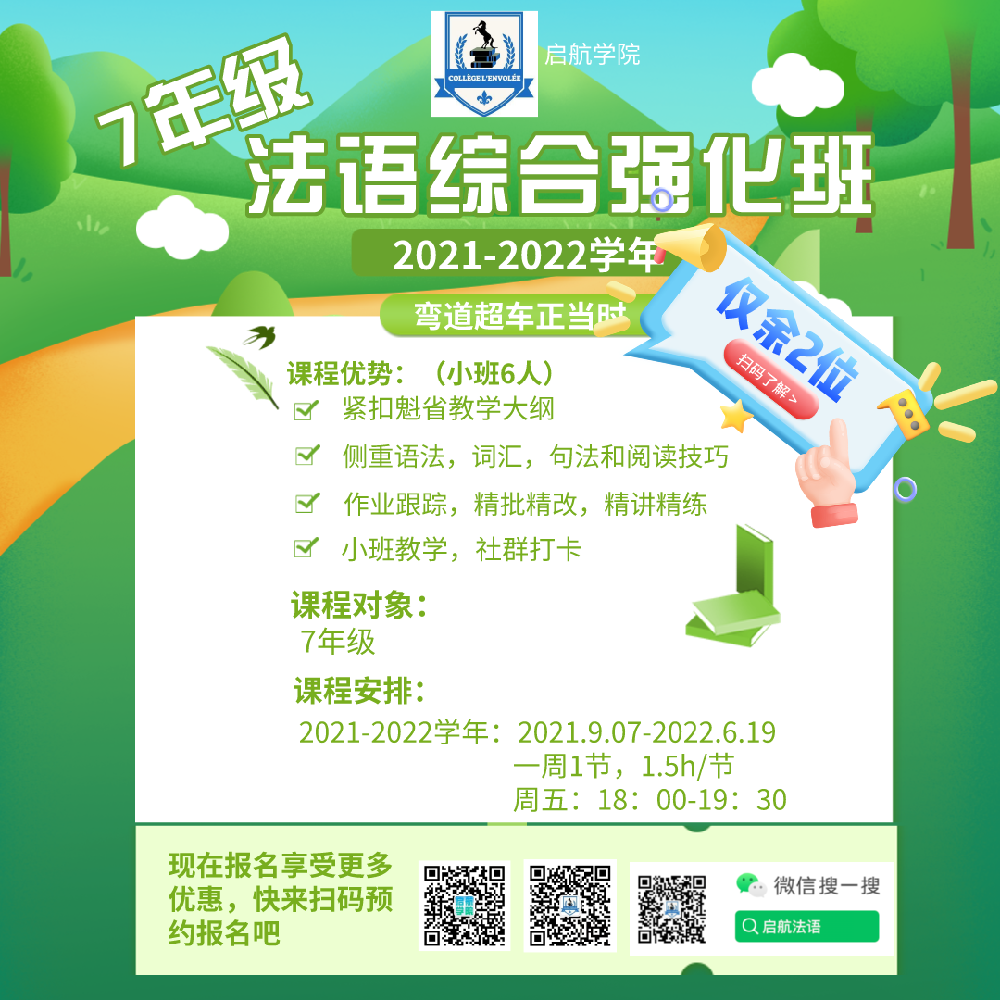 COLLÈGE L'ENVOLÉE
启航学院
7年级
法语综合强化班
2021-2022学年
弯道超车正当时
仅余2位
扫码了解>
课程优势：（小班6人）
紧扣魁省教学大纲
侧重语法，词汇，句法和阅读技巧
作业跟踪，精批精改，精讲精练
小班教学，社群打卡
课程对象：
7年级
课程安排：
2021-2022学年：2021.9.07-2022.6.19
一周1节，1.5h/节
周五：18：00-19：30
现在报名享受更多
优惠，快来扫码预
约报名吧
微信搜一搜
启航法语